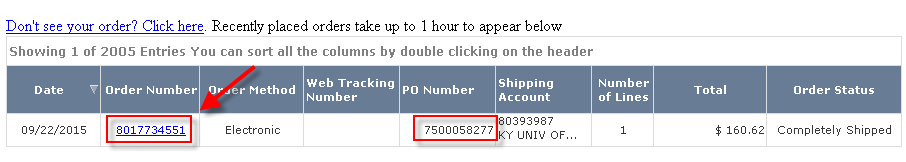 Don't see your order? Click here. Recently placed orders take up to 1 hour to appear below
Showing 1 of 2005 Entries You can sort all the columns by double clicking on the header
Date Order Number Order Method Web Tracking Number PO Number Shipping Account Number of Lines Total Order Status
09/22/2015 8017734551 Electronic 7500058277 80393987 KY UNIV OF... 1 $ 160.62 Completely Shipped